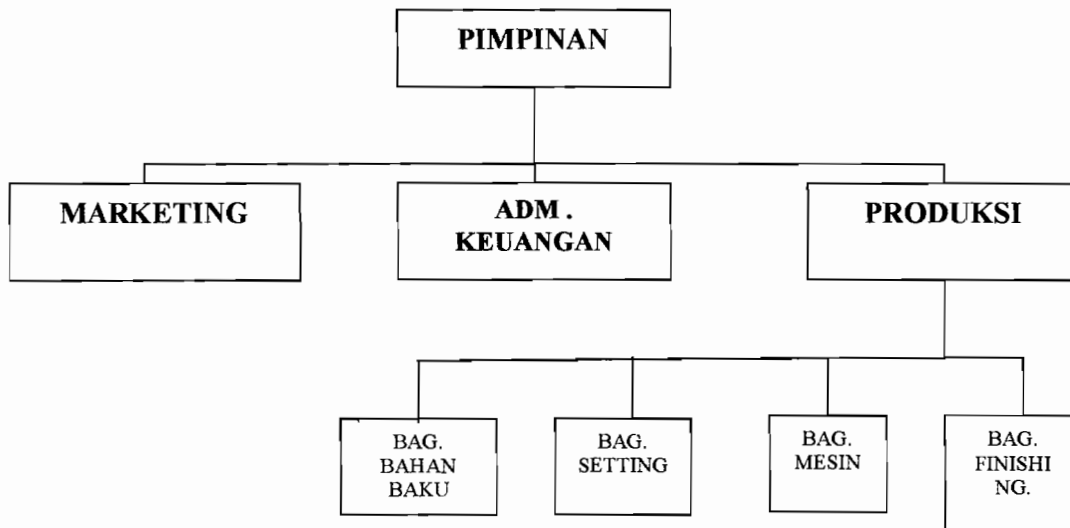 PIMPINAN
MARKETING
ADM .
KEUANGAN
PRODUKSI
BAG.
BAHAN
BAKU
BAG.
SETTING
BAG.
MESIN
BAG.
FINISHI
NG.